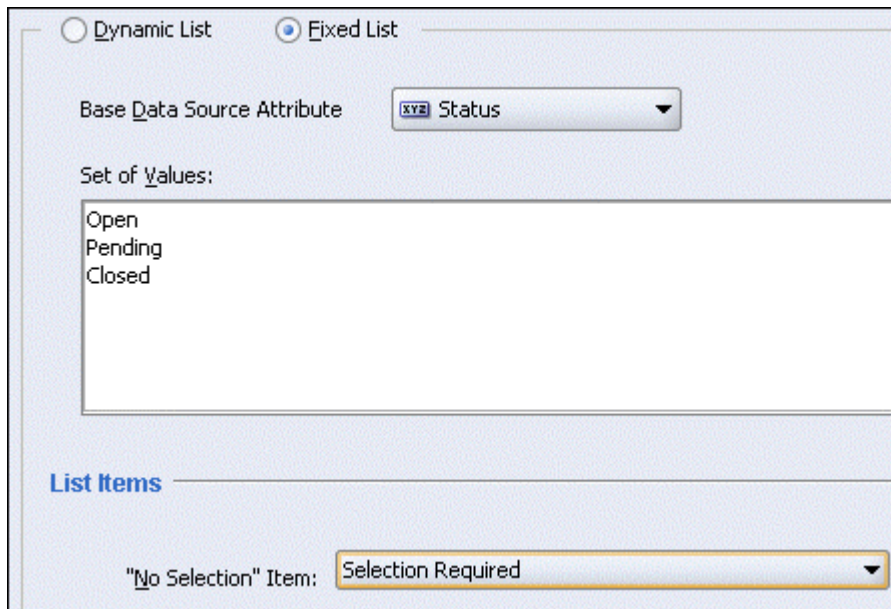 Dynamic List Fixed List
Base Data Source Attribute XYZ Status
Set of Values:
Open
Pending
Closed
List Items
"No Selection" Item: Selection Required